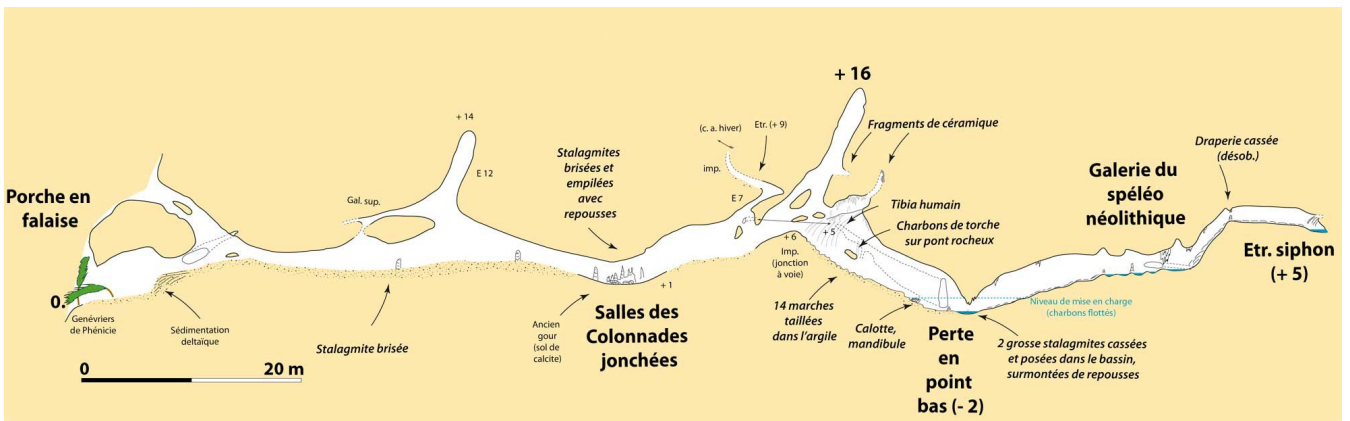 + 16
+ 14
(c. a. hiver)
Etr. (+ 9)
Fragments de céramique
Draperie cassée
(désob.)
Stalagmites
brisées et
empilées
avec
repousses
imp.
E 12
E 7
Galerie du
spéléo
néolithique
Porche en
falaise
Gal. sup.
Tibia humain
Charbons de torche
sur pont rocheux
+ 5
+ 6
Imp.
(jonction
à voie)
Etr. siphon
(+ 5)
+ 1
0.
Genévriers
de Phénicie
Sédimentation
deltaïque
Stalagmite brisée
Ancien
gour
(sol de
calcite)
Salles des
Colonnades
jonchées
14 marches
taillées
dans l'argile
Calotte,
mandibule
Niveau de mise en charge
(charbons flottés)
Perte
en
point
bas (- 2)
2 grosse stalagmites cassées
et posées dans le bassin,
surmontées de repousses
0
20 m